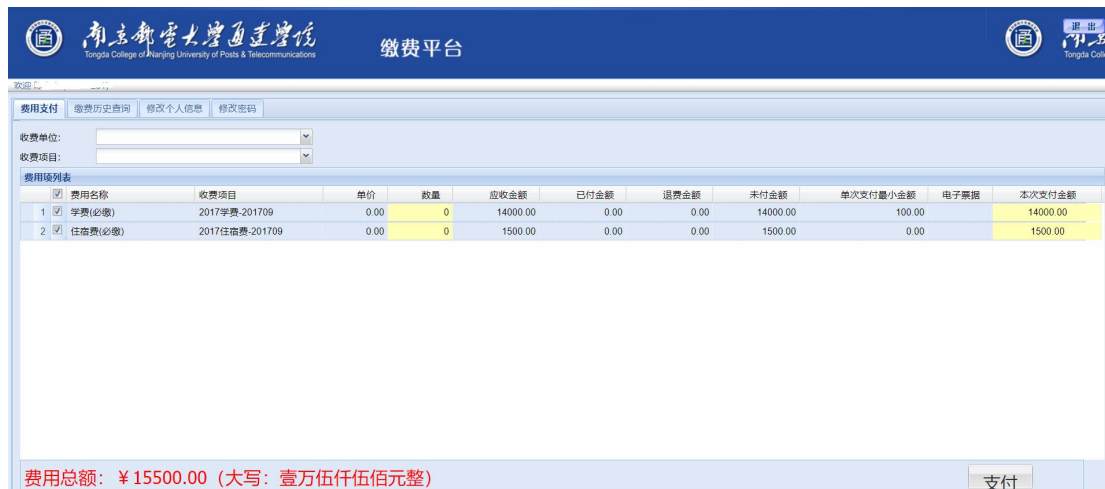 南京邮电大学通达学院
Tongda College of Nanjing University of Posts & Telecommunications
缴费平台
通
通
退 出
Tongda Coll
欢迎
费用支付 缴费历史查询 修改个人信息 修改密码
收费单位:
收费项目:
费用项列表
费用名称 收费项目 单价 数量 应收金额 已付金额 退费金额 未付金额 单次支付最小金额 电子票据 本次支付金额
1 学费(必缴) 2017学费-201709 0.00 0 14000.00 0.00 0.00 14000.00 100.00 14000.00
2 住宿费(必缴) 2017住宿费-201709 0.00 0 1500.00 0.00 0.00 1500.00 0.00 1500.00
费用总额: ￥15500.00 (大写: 壹万伍仟伍佰元整)
支付